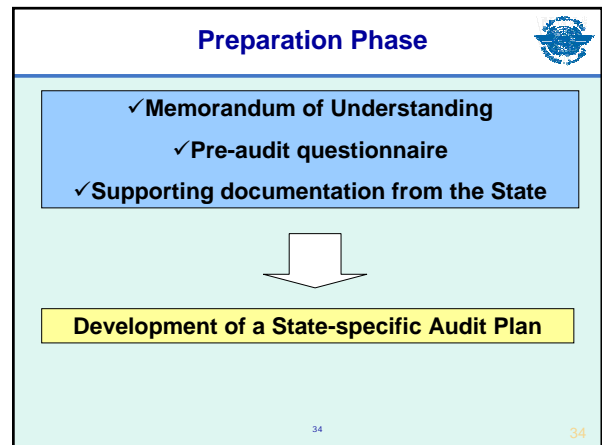 Preparation Phase
✓Memorandum of Understanding
✓Pre-audit questionnaire
✓Supporting documentation from the State
Development of a State-specific Audit Plan
34
34